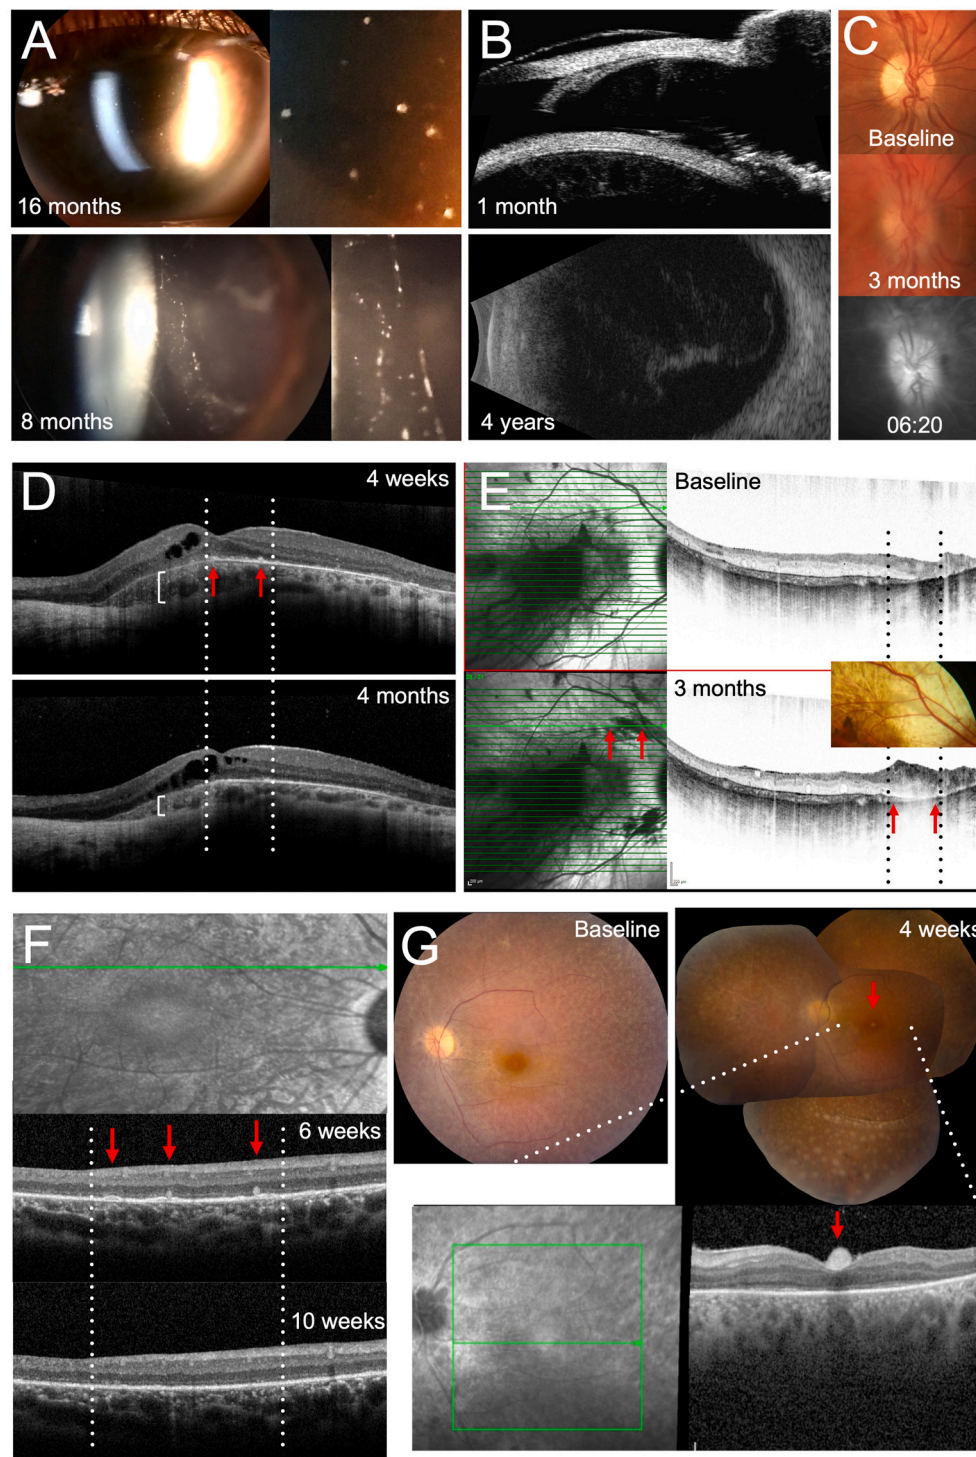 A
16 months
8 months
B
1 month
4 years
C
Baseline
3 months
06:20
D
4 weeks
4 months
E
Baseline
3 months
F
6 weeks
10 weeks
G
Baseline
4 weeks